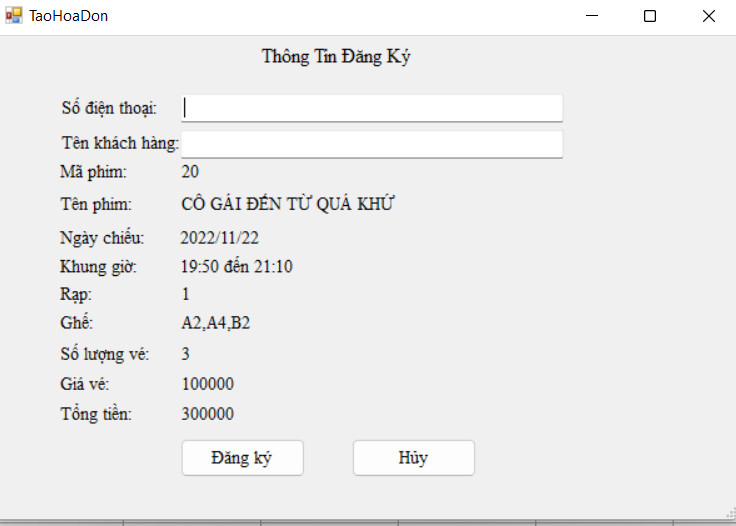 TaoHoaDon
Thông Tin Đăng Ký
Số điện thoại:
Tên khách hàng:
Mã phim: 20
Tên phim: CÔ GÁI ĐẾN TỪ QUÁ KHỨ
Ngày chiếu: 2022/11/22
Khung giờ: 19:50 đến 21:10
Rạp: 1
Ghế: A2,A4,B2
Số lượng vé: 3
Giá vé: 100000
Tổng tiền: 300000
Đăng ký Hủy